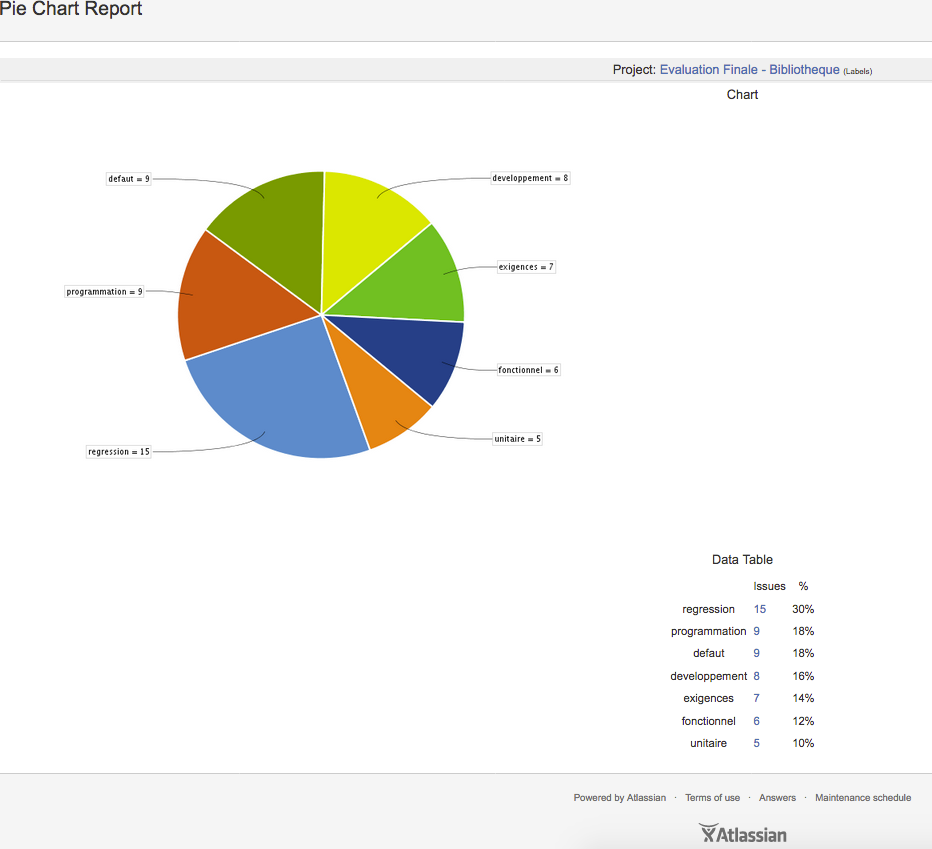 Pie Chart Report
Project: Evaluation Finale - Bibliotheque (Labels)
Chart
defaut = 9
developpement = 8
exigences = 7
programmation = 9
fonctionnel = 6
unitaire = 5
regression = 15
Data Table
Issues %
regression 15 30%
programmation 9 18%
defaut 9 18%
developpement 8 16%
exigences 7 14%
fonctionnel 6 12%
unitaire 5 10%
Powered by Atlassian · Terms of use · Answers · Maintenance schedule
Atlassian